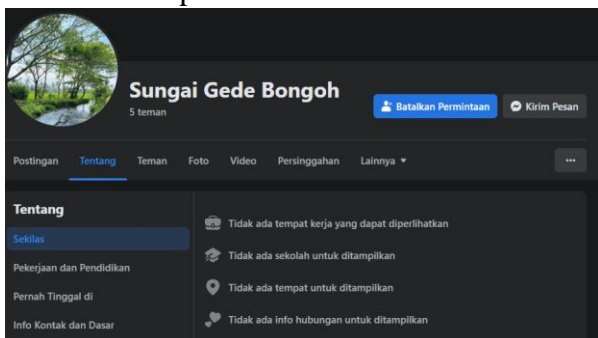 Sungai Gede Bongoh
5 teman
Batalkan Permintaan
Kirim Pesan
Postingan Tentang Teman Foto Video Persinggahan Lainnya
Tentang
Sekilas
Pekerjaan dan Pendidikan
Pernah Tinggal di
Info Kontak dan Dasar
Tidak ada tempat kerja yang dapat diperlihatkan
Tidak ada sekolah untuk ditampilkan
Tidak ada tempat untuk ditampilkan
Tidak ada info hubungan untuk ditampilkan